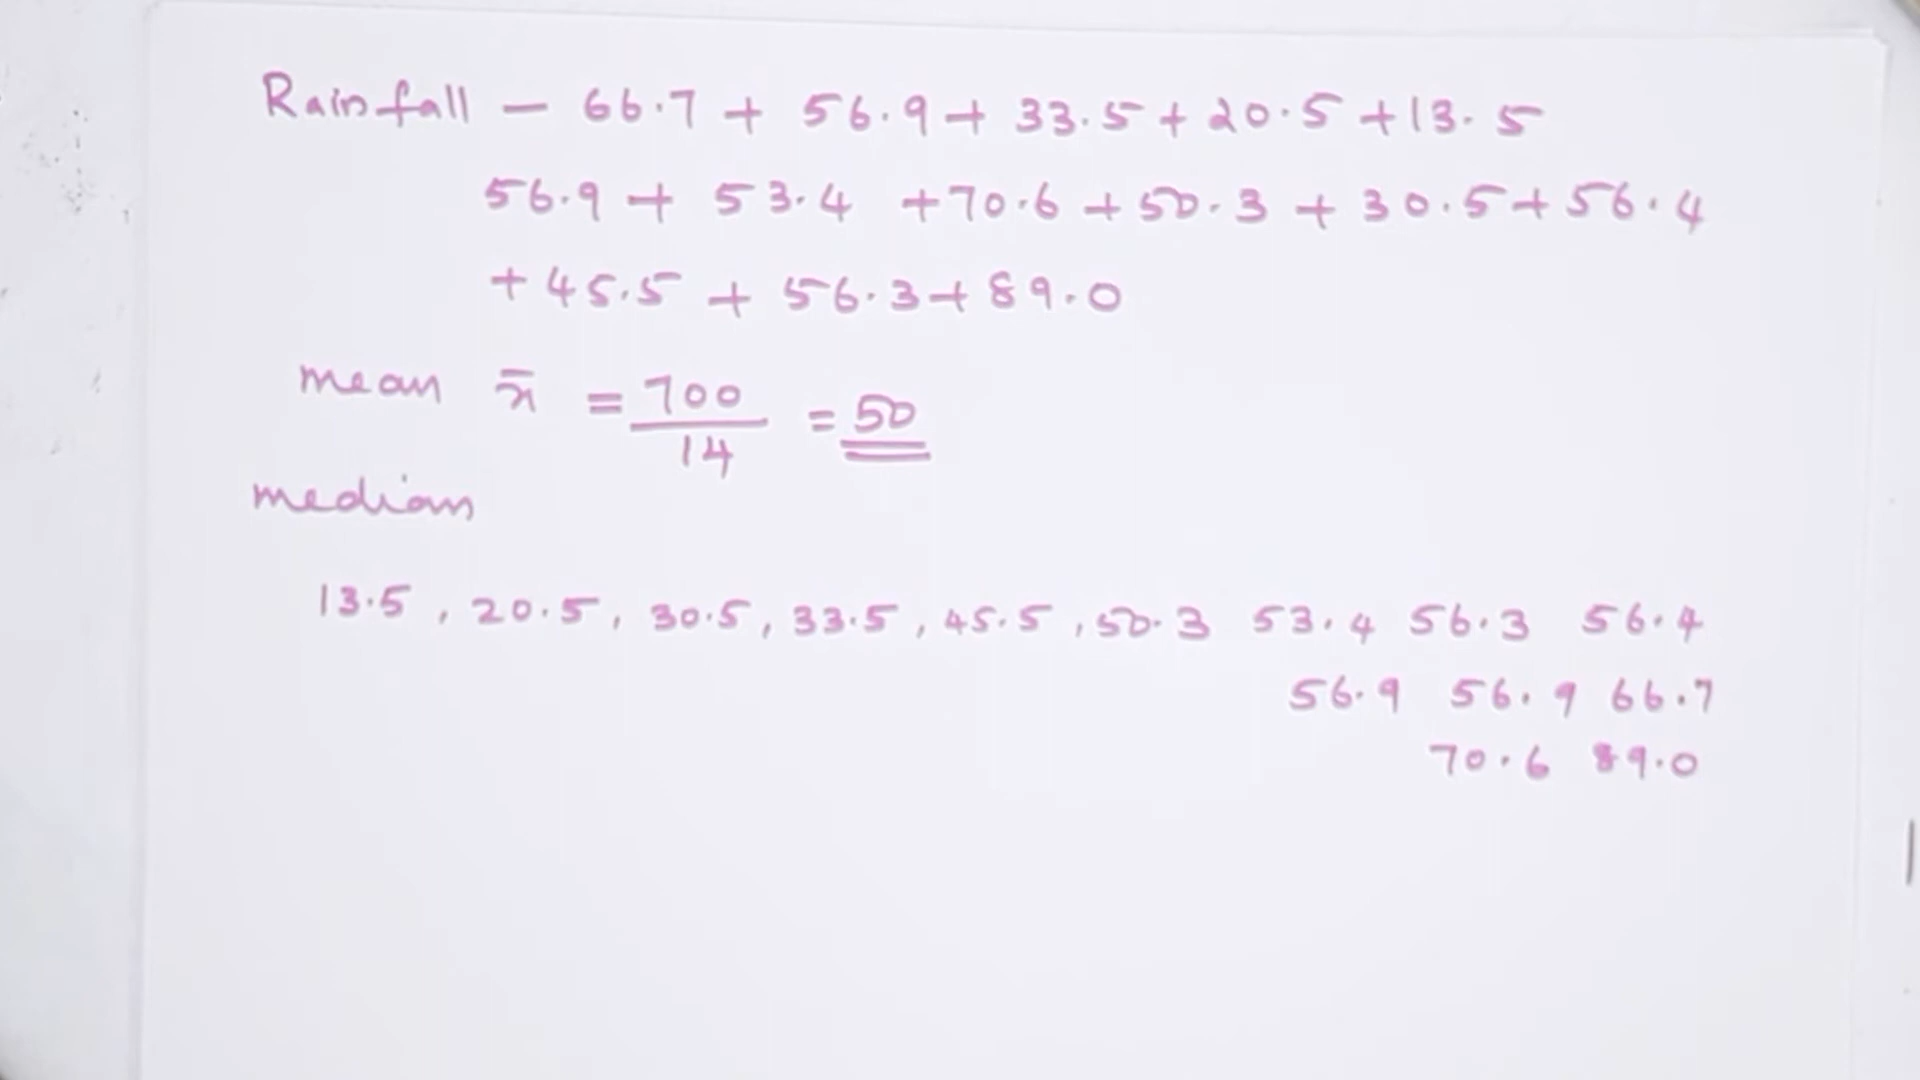 Rainfall — 66.7 + 56.9 + 33.5 + 20.5 + 13.5
56.9 + 53.4 + 70.6 + 50.3 + 30.5 + 56.4
+ 45.5 + 56.3 + 89.0
mean x̄ = 700/14 = 50
median
13.5, 20.5, 30.5, 33.5, 45.5, 50.3 53.4 56.3 56.4
56.9 56.9 66.7
70.6 89.0